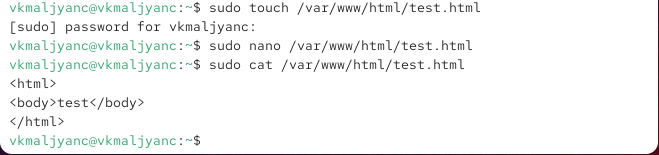 vkmaljyanc@vkmaljyanc:~$ sudo touch /var/www/html/test.html
[sudo] password for vkmaljyanc:
vkmaljyanc@vkmaljyanc:~$ sudo nano /var/www/html/test.html
vkmaljyanc@vkmaljyanc:~$ sudo cat /var/www/html/test.html
<html>
<body>test</body>
</html>
vkmaljyanc@vkmaljyanc:~$